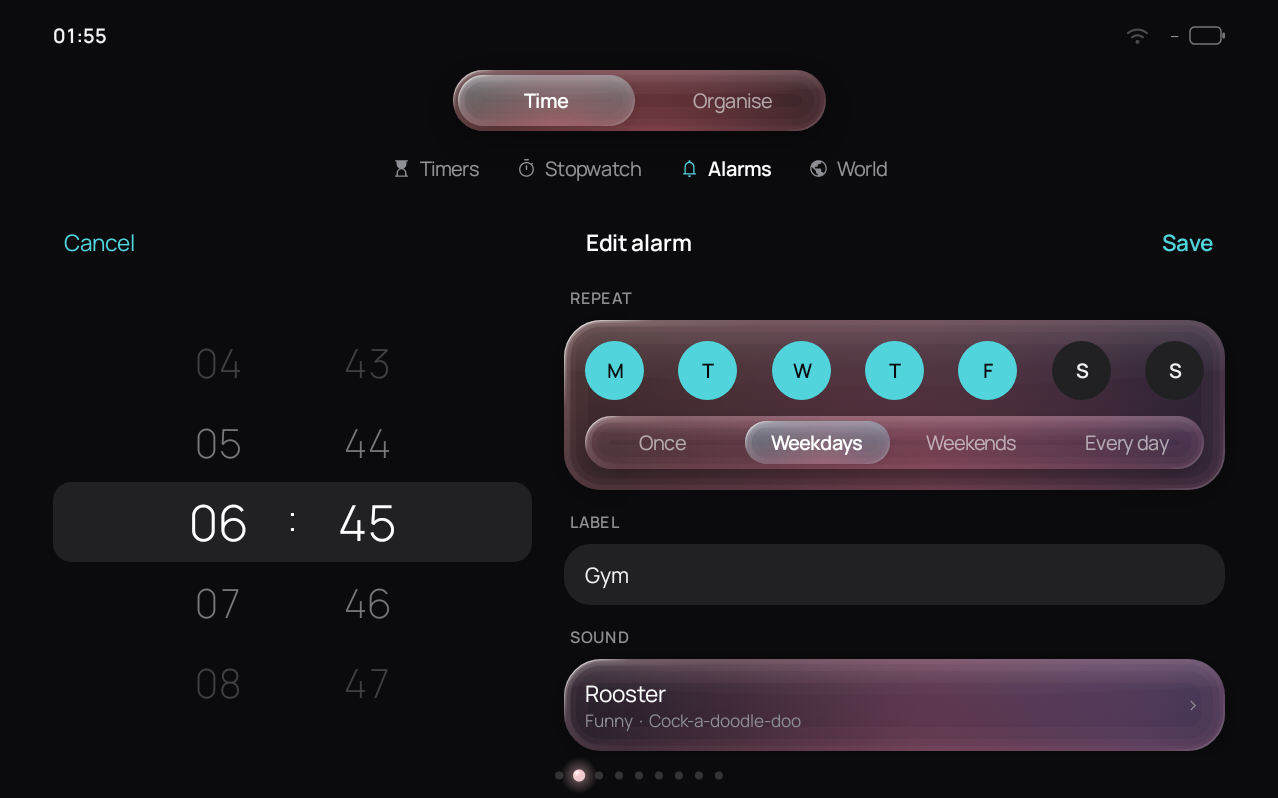 01:55
Time Organise
Timers Stopwatch Alarms World
Cancel Edit alarm Save
REPEAT
04 43
M T W T F S S
05 44
Once Weekdays Weekends Every day
06 : 45
LABEL
Gym
07 46
SOUND
08 47
Rooster
Funny · Cock-a-doodle-doo